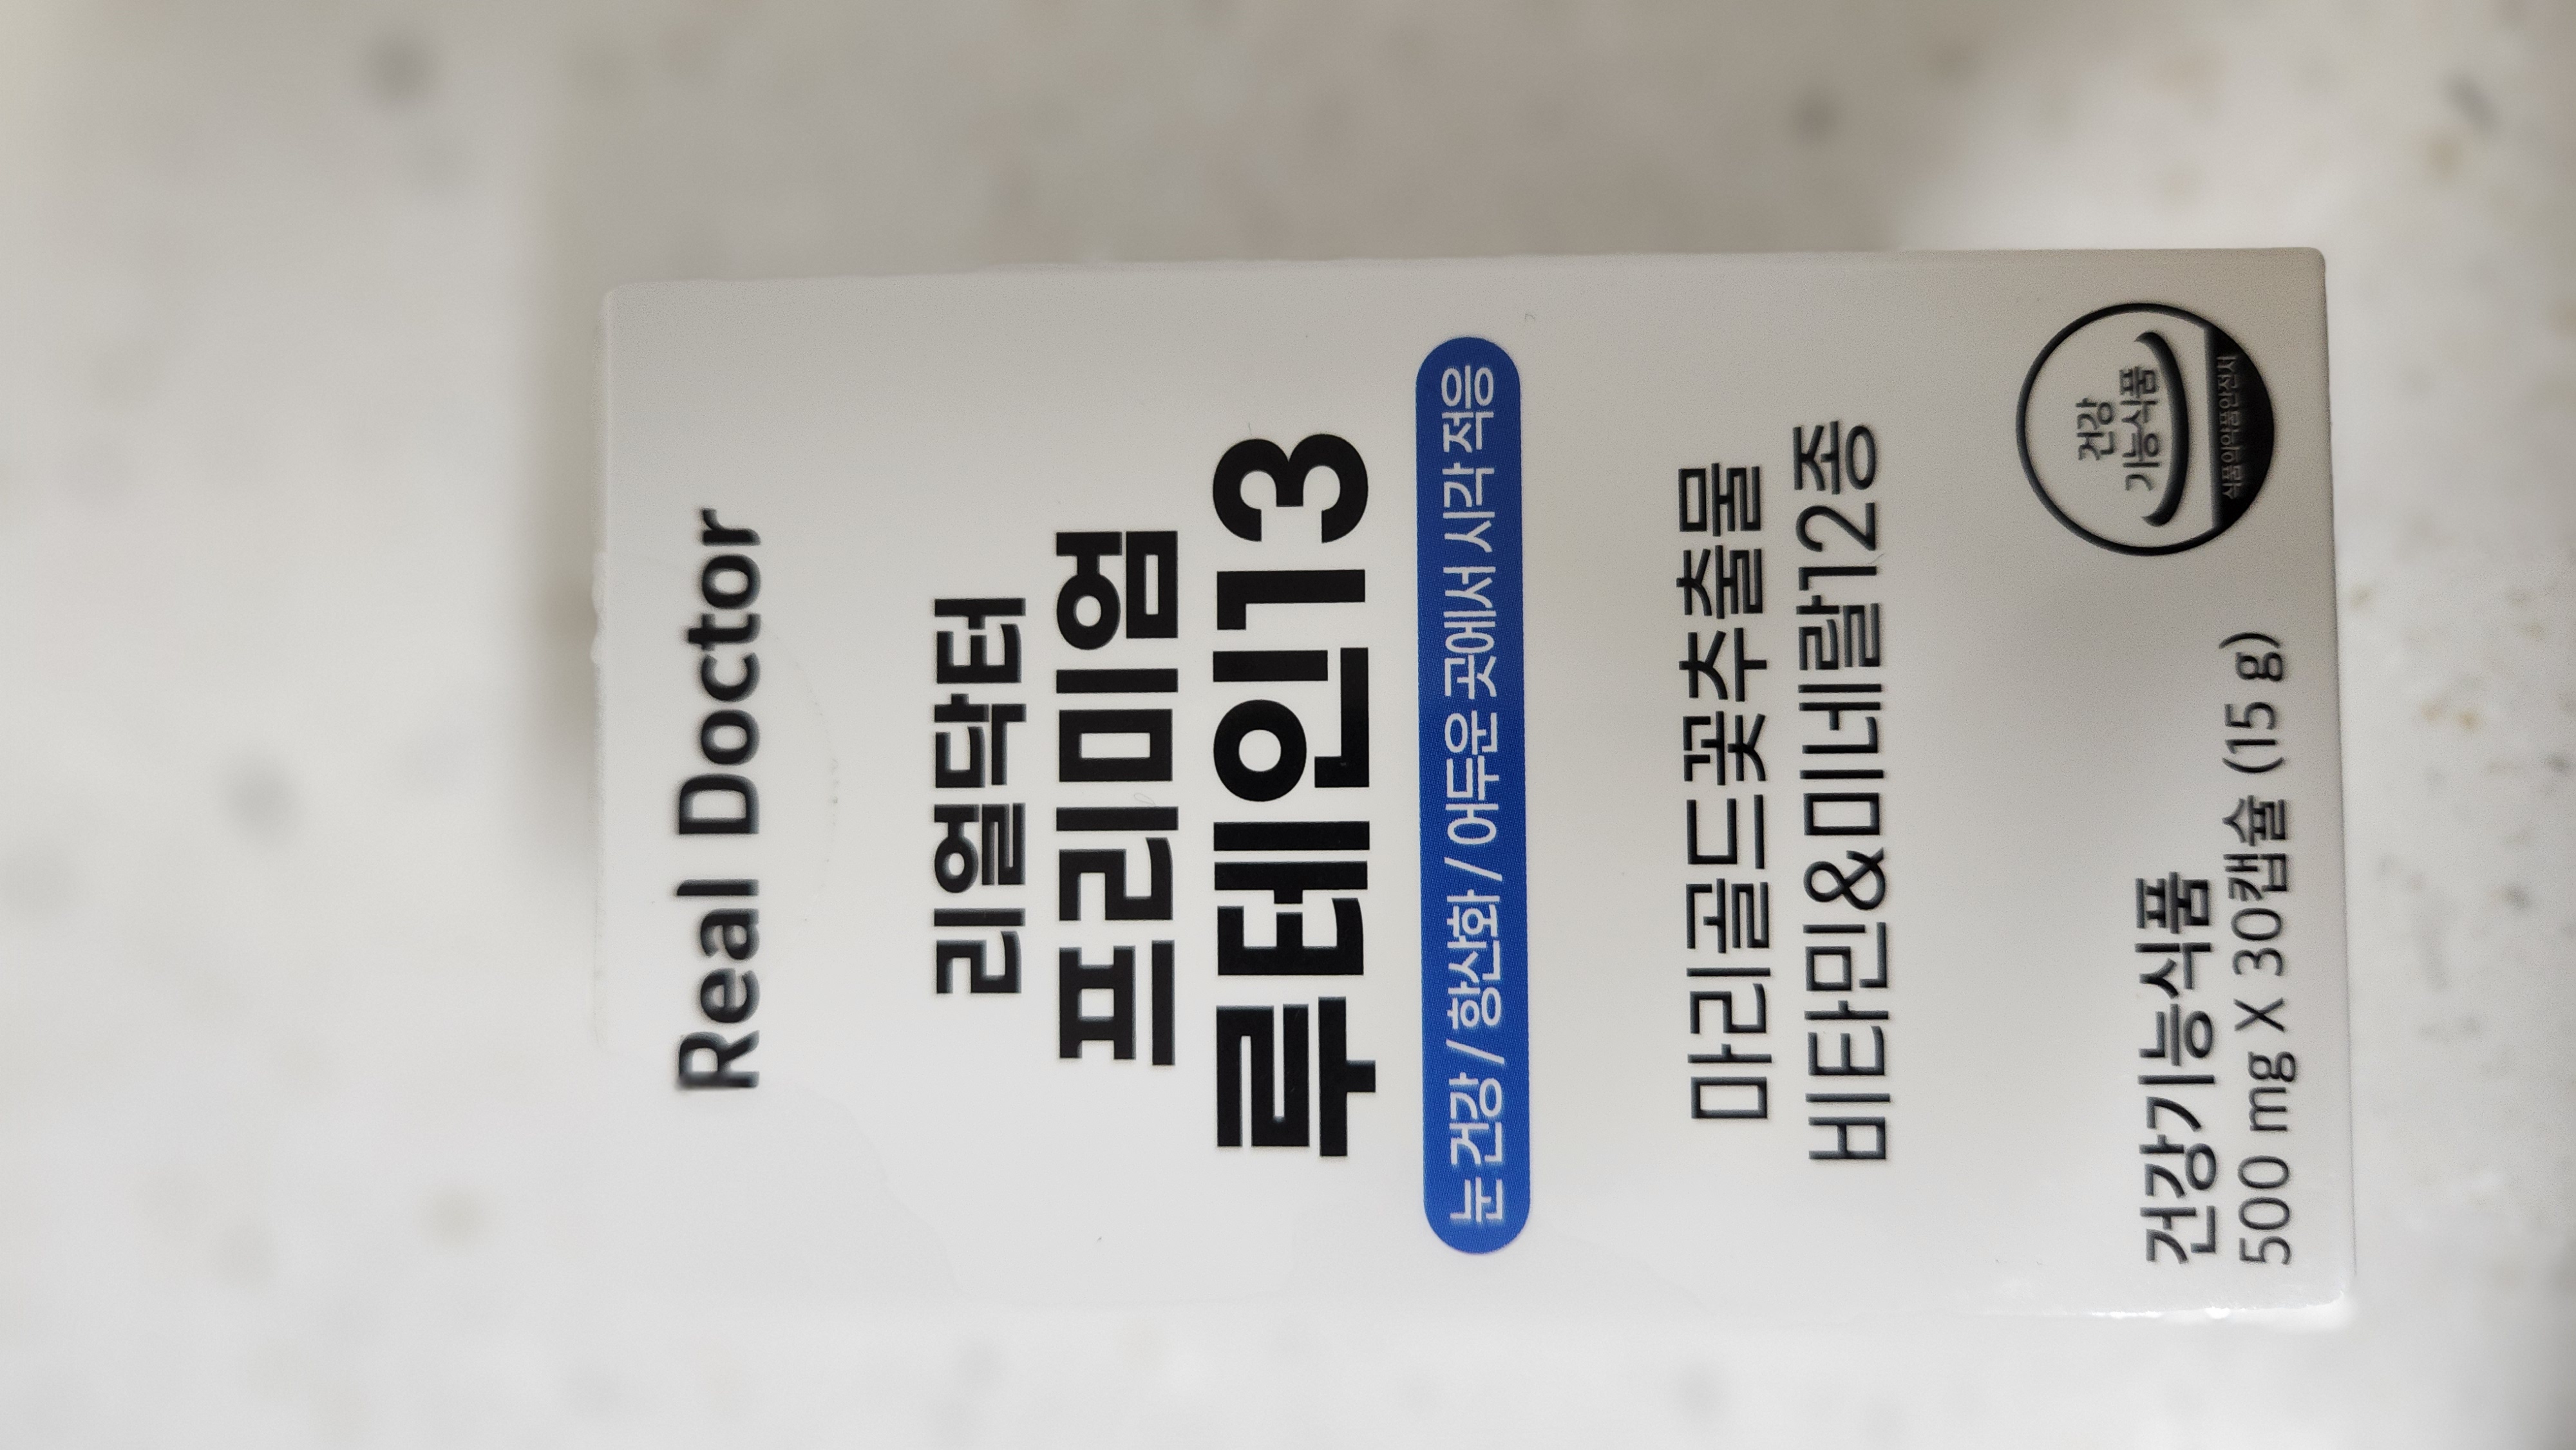 Real Doctor
리얼닥터
프리미엄
루테인13
눈 건강 / 항산화 / 어두운 곳에서 시각 적응
마리골드꽃추출물
비타민&미네랄12종
건강기능식품
500 mg X 30캡슐 (15 g)
건강
기능식품
식품의약품안전처